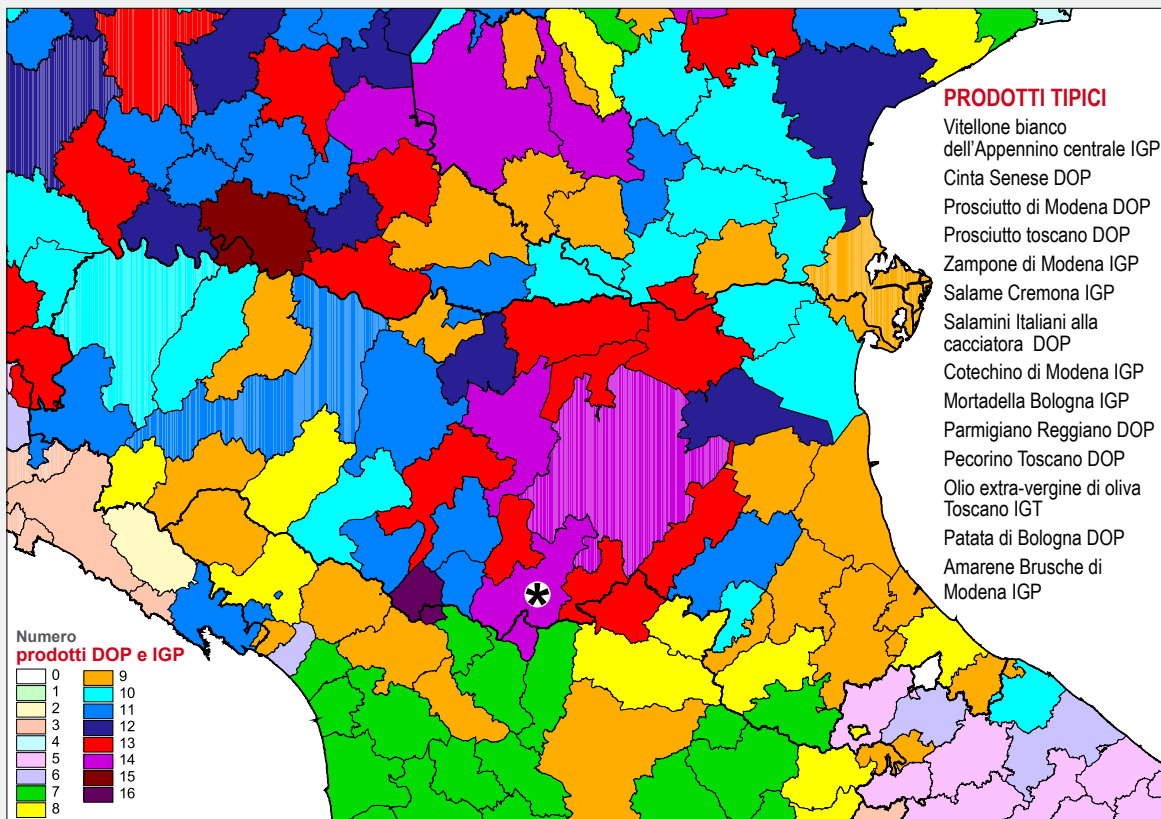 PRODOTTI TIPICI
Vitellone bianco
dell'Appennino centrale IGP
Cinta Senese DOP
Prosciutto di Modena DOP
Prosciutto toscano DOP
Zampone di Modena IGP
Salame Cremona IGP
Salamini Italiani alla
cacciatora DOP
Cotechino di Modena IGP
Mortadella Bologna IGP
Parmigiano Reggiano DOP
Pecorino Toscano DOP
Olio extra-vergine di oliva
Toscano IGT
Patata di Bologna DOP
Amarene Brusche di
Modena IGP
*
Numero
prodotti DOP e IGP
0
1
2
3
4
5
6
7
8
9
10
11
12
13
14
15
16